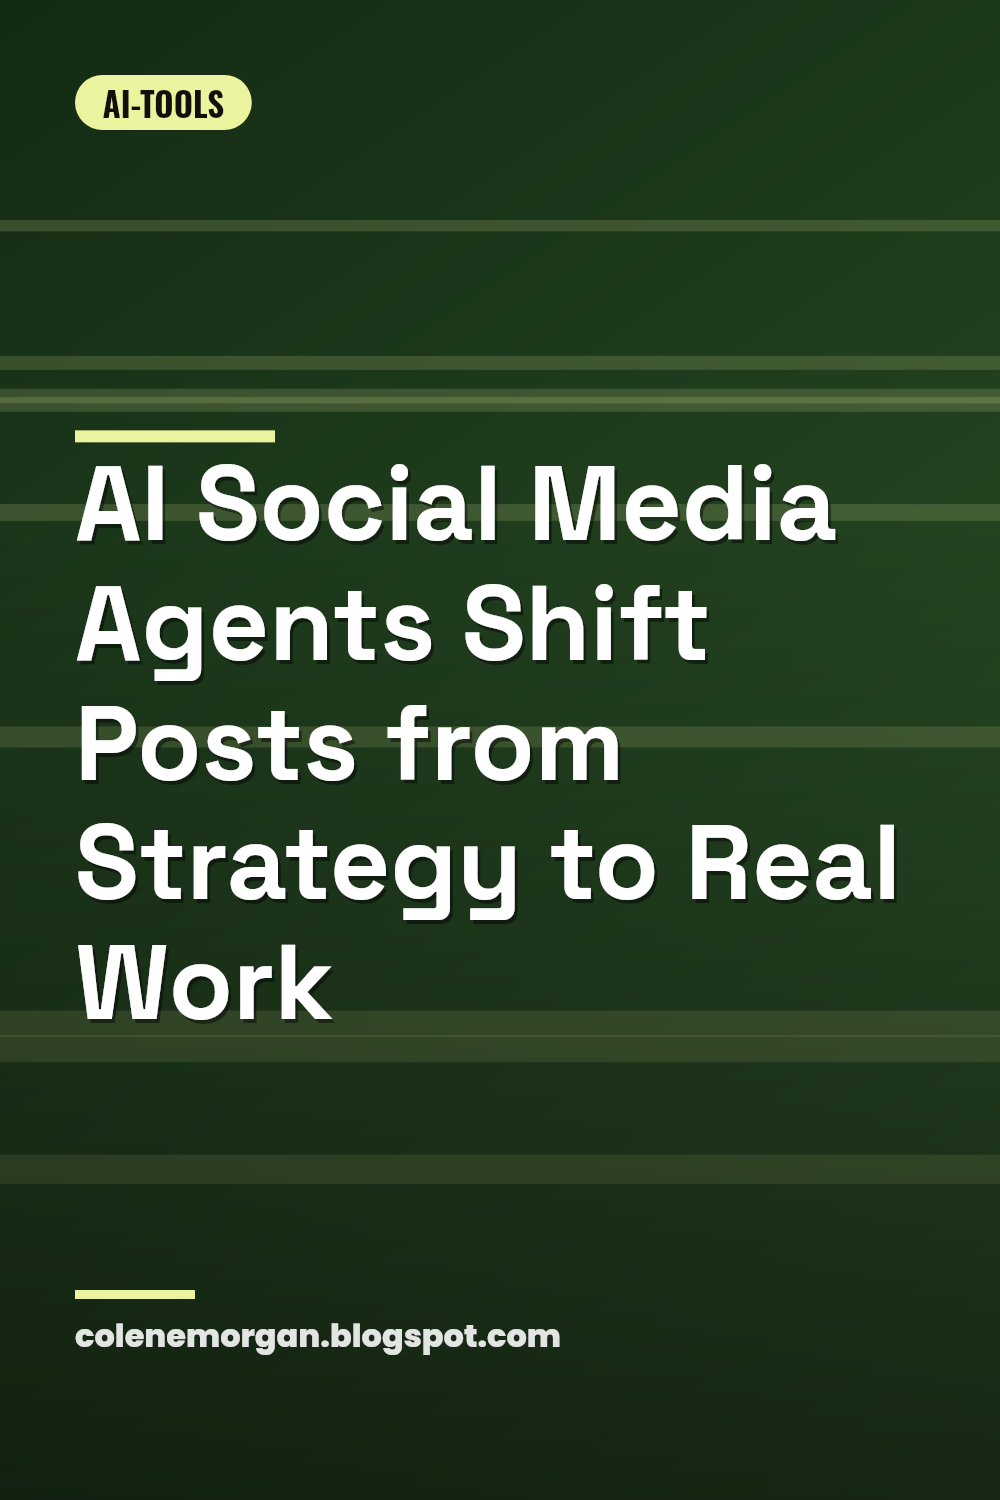 AI-TOOLS
AI Social Media
Agents Shift
Posts from
Strategy to Real
Work
colenemorgan.blogspot.com